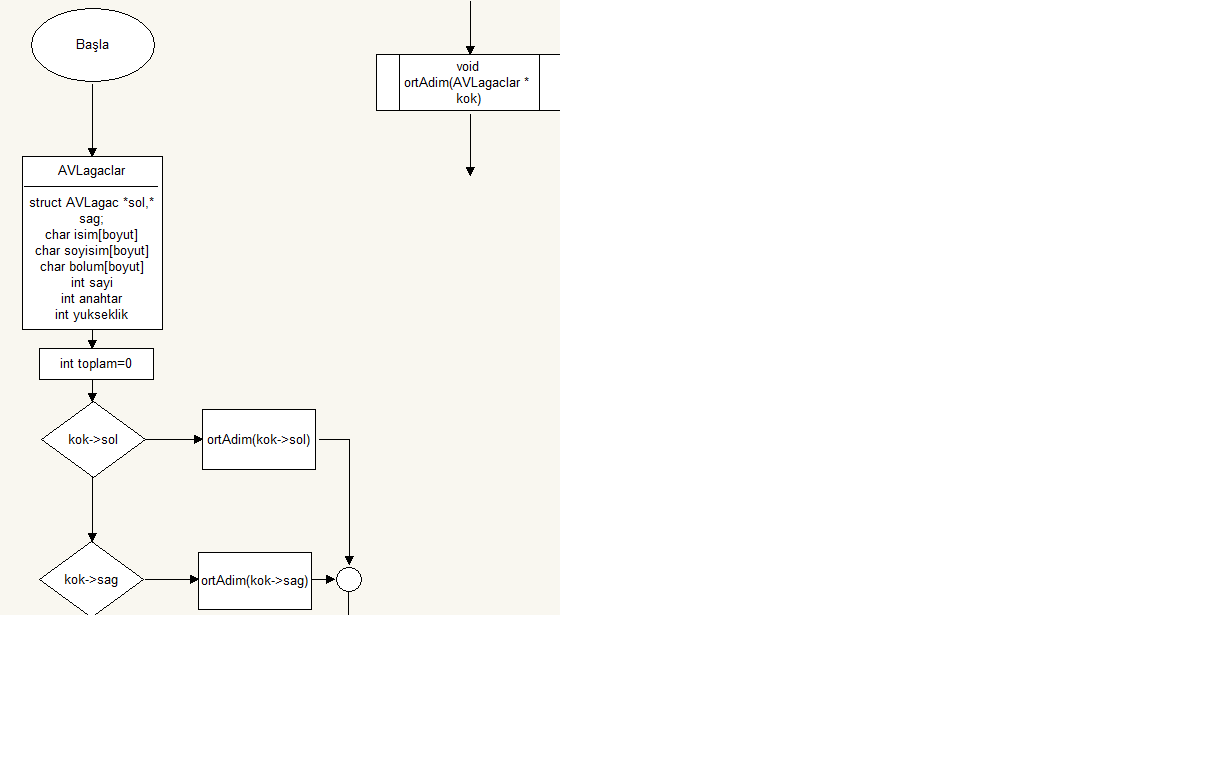 Başla
void
ortAdim(AVLagaclar *
kok)
AVLagaclar
struct AVLagac *sol,*
sag;
char isim[boyut]
char soyisim[boyut]
char bolum[boyut]
int sayi
int anahtar
int yukseklik
int toplam=0
kok->sol
ortAdim(kok->sol)
kok->sag
ortAdim(kok->sag)